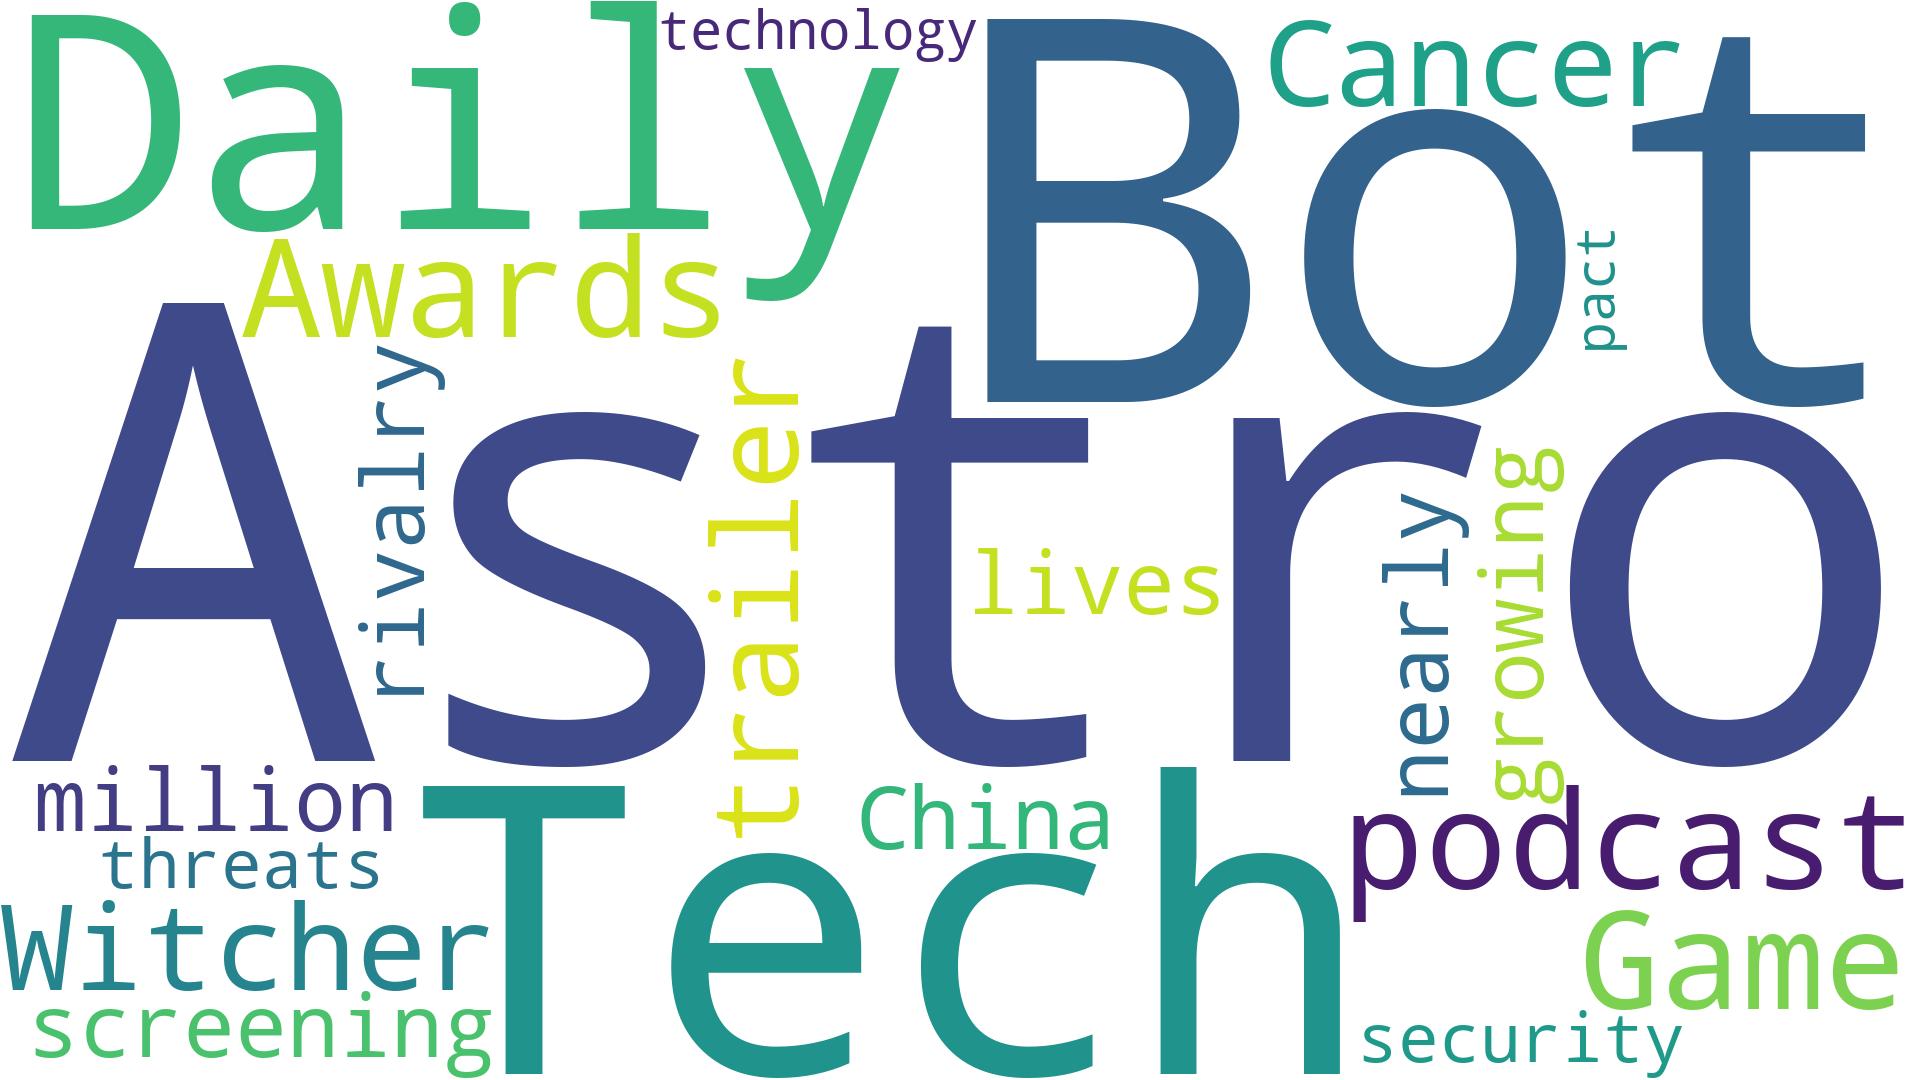 Daily
technology
Bot
Cancer
Awards
pact
Astro
rivalry
trailer
lives
nearly
growing
million
Tech
China
podcast
threats
Witcher
Game
screening
security